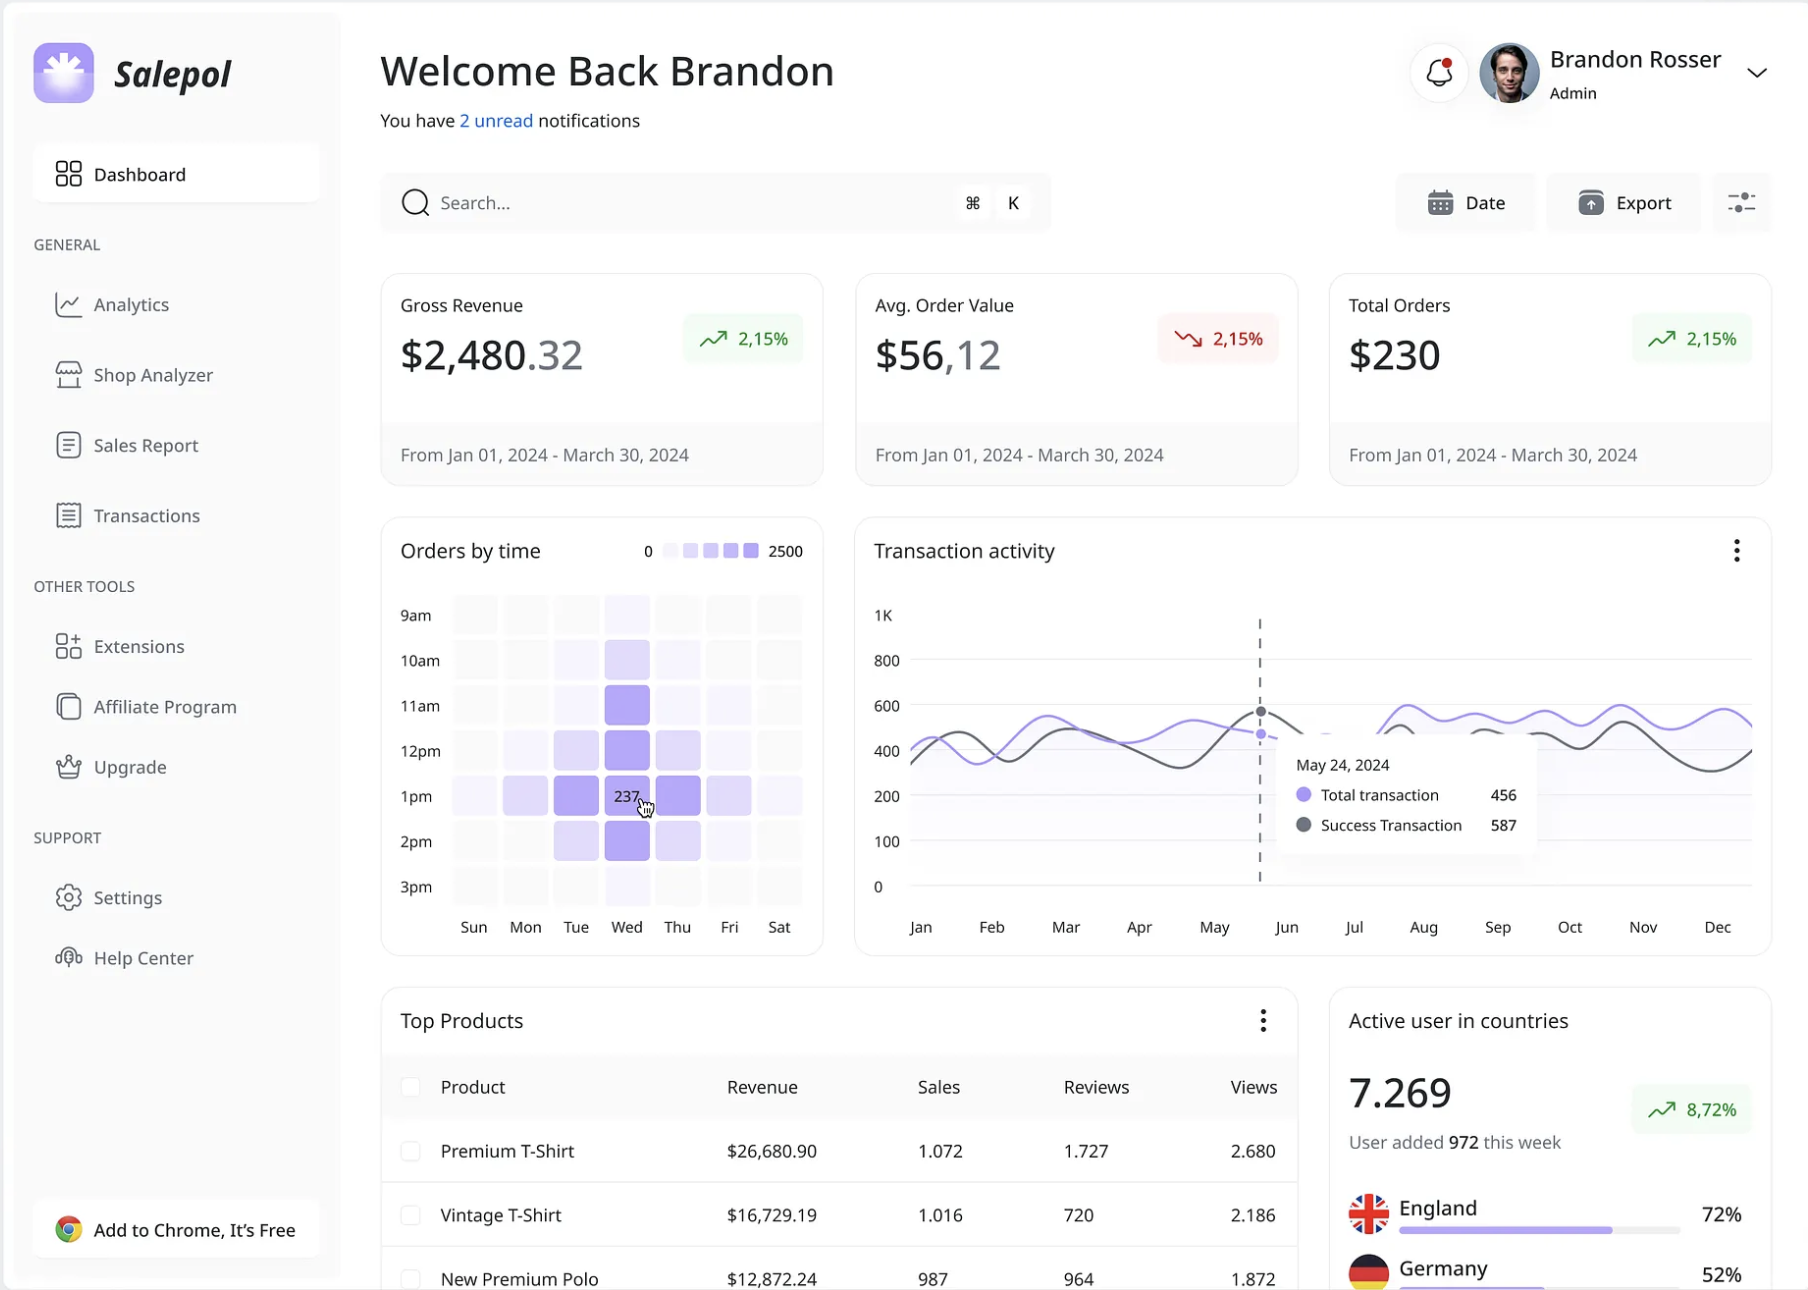 Salepol
Dashboard
GENERAL
Analytics
Shop Analyzer
Sales Report
Transactions
OTHER TOOLS
Extensions
Affiliate Program
Upgrade
SUPPORT
Settings
Help Center
Add to Chrome, It’s Free
Welcome Back Brandon
You have 2 unread notifications
Brandon Rosser
Admin
Search...
⌘ K
Date
Export
Gross Revenue
$2,480.32
2,15%
From Jan 01, 2024 - March 30, 2024
Avg. Order Value
$56,12
2,15%
From Jan 01, 2024 - March 30, 2024
Total Orders
$230
2,15%
From Jan 01, 2024 - March 30, 2024
Orders by time
0 2500
9am
10am
11am
12pm
1pm 237
2pm
3pm
Sun Mon Tue Wed Thu Fri Sat
Transaction activity
1K
800
600
400
200
100
0
May 24, 2024
Total transaction 456
Success Transaction 587
Jan Feb Mar Apr May Jun Jul Aug Sep Oct Nov Dec
Top Products
Product Revenue Sales Reviews Views
Premium T-Shirt $26,680.90 1.072 1.727 2.680
Vintage T-Shirt $16,729.19 1.016 720 2.186
New Premium Polo $12,872.24 987 964 1.872
Active user in countries
7.269
8,72%
User added 972 this week
England 72%
Germany 52%